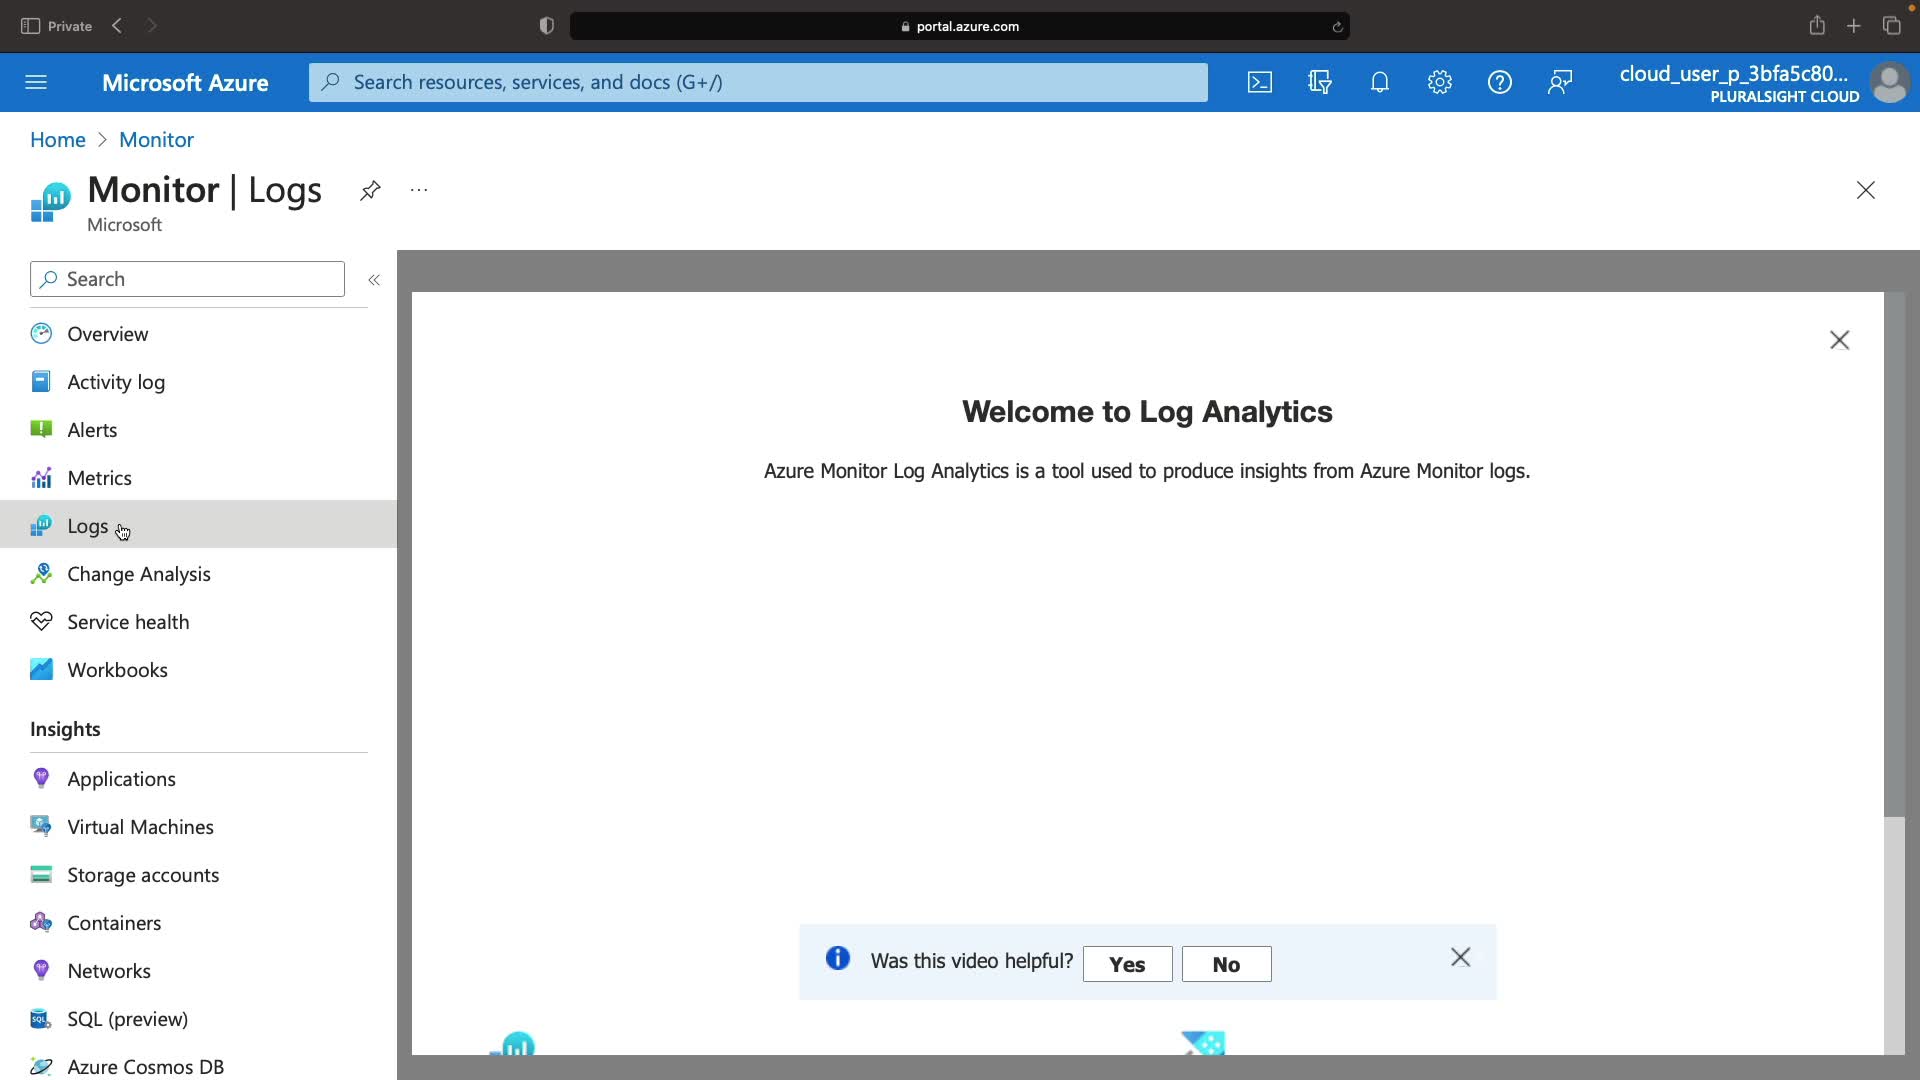 Private
portal.azure.com
Microsoft Azure
Search resources, services, and docs (G+/)
cloud_user_p_3bfa5c80...
PLURALSIGHT CLOUD
Home > Monitor
Monitor | Logs
...
Microsoft
Search
Overview
Activity log
Alerts
Metrics
Logs
Change Analysis
Service health
Workbooks
Insights
Applications
Virtual Machines
Storage accounts
Containers
Networks
SQL (preview)
Azure Cosmos DB
Welcome to Log Analytics
Azure Monitor Log Analytics is a tool used to produce insights from Azure Monitor logs.
Was this video helpful? Yes No